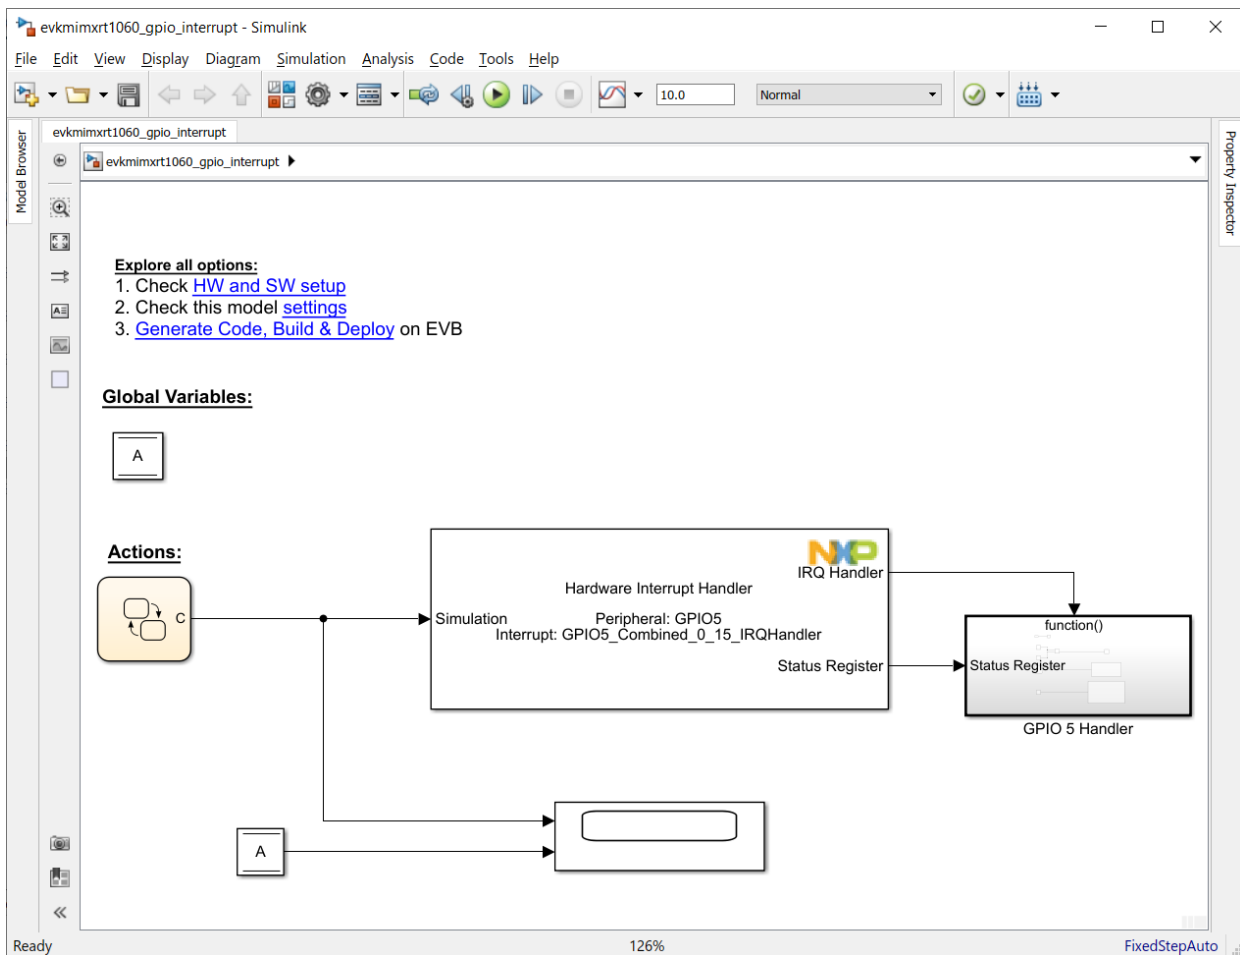 evkmimxrt1060_gpio_interrupt - Simulink
File Edit View Display Diagram Simulation Analysis Code Tools Help
10.0 Normal
Model Browser
evkmimxrt1060_gpio_interrupt
Property Inspector
evkmimxrt1060_gpio_interrupt
Explore all options:
1. Check HW and SW setup
2. Check this model settings
3. Generate Code, Build & Deploy on EVB
Global Variables:
A
Actions:
C
NXP
IRQ Handler
Hardware Interrupt Handler
Simulation
Peripheral: GPIO5
Interrupt: GPIO5_Combined_0_15_IRQHandler
Status Register
function()
Status Register
GPIO 5 Handler
A
Ready
126%
FixedStepAuto